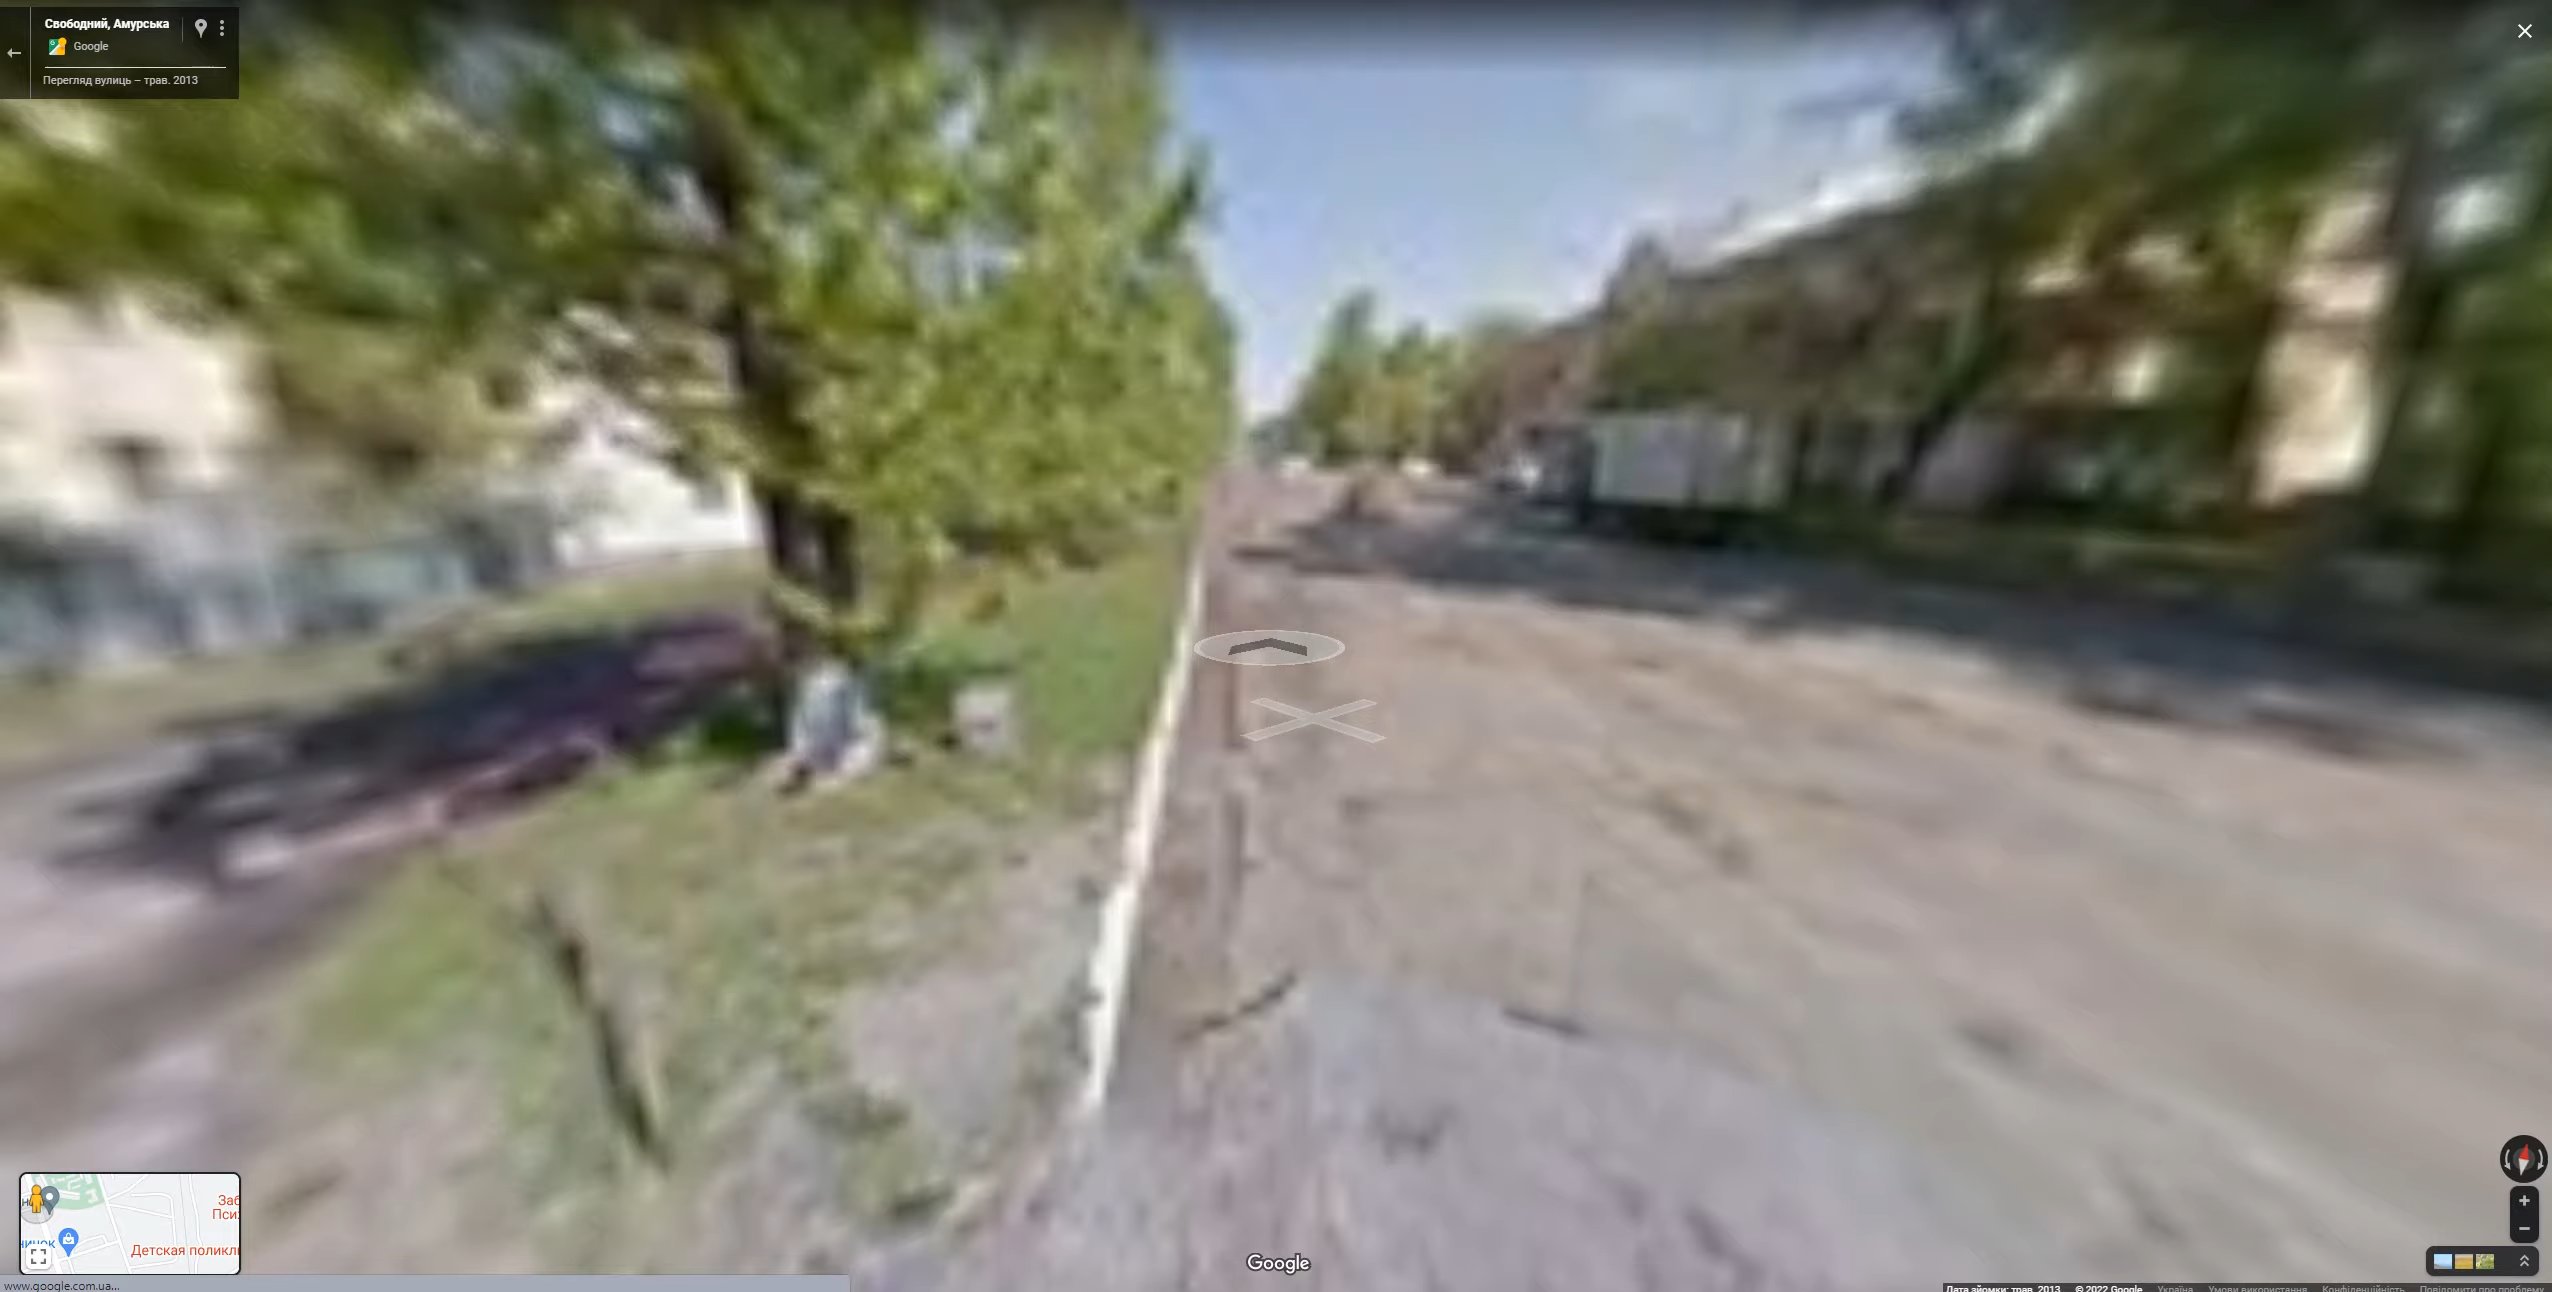 Свободний, Амурська
Google
Перегляд вулиць – трав. 2013
Заб
Пси
Детская поликли
Google
www.google.com.ua...
Дата зйомки: трав. 2013 © 2022 Google Україна Умови використання Конфіденційність Повідомити про проблему